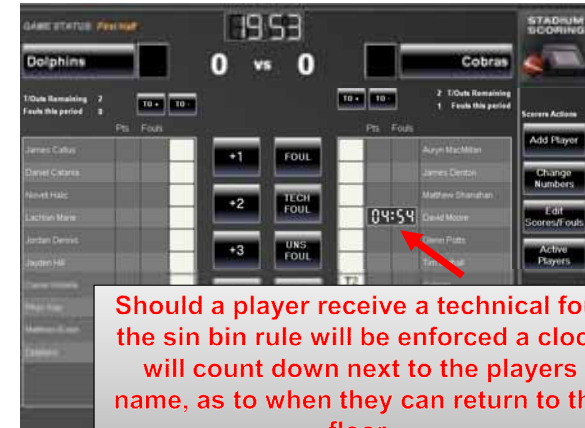 GAME STATUS First Half
19:53
STADIUM
SCORING
Dolphins
0 vs 0
Cobras
T/Outs Remaining 2
Fouls this period 0
TO + TO -
TO + TO -
2 T/Outs Remaining
1 Fouls this period
Scorers Actions
Pts Fouls
Pts Fouls
Add Player
James Callus
+1
FOUL
Auryn MacMillan
Daniel Catania
James Denton
Change
Numbers
+2
TECH
FOUL
Matthew Shanahan
Lachlan Mane
04:54
David Moore
Edit
Scores/Fouls
Jordan Dennis
+3
UNS
FOUL
Glenn Potts
Jayden Hill
Active
Players
T2
Should a player receive a technical fou
the sin bin rule will be enforced a cloc
will count down next to the players
name, as to when they can return to th
floor